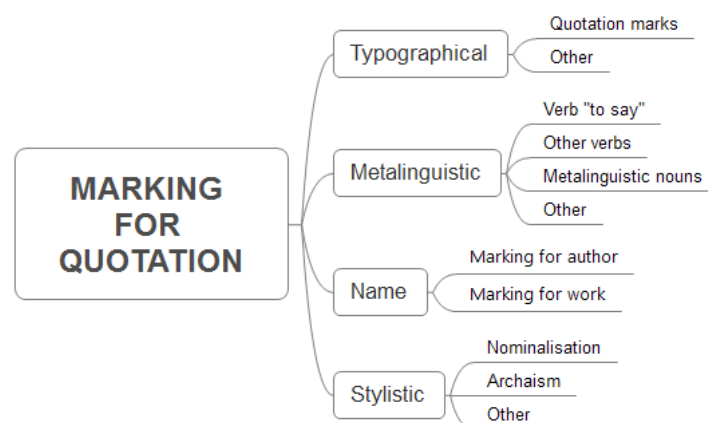 MARKING
FOR
QUOTATION
Typographical
Quotation marks
Other
Metalinguistic
Verb "to say"
Other verbs
Metalinguistic nouns
Other
Name
Marking for author
Marking for work
Stylistic
Nominalisation
Archaism
Other